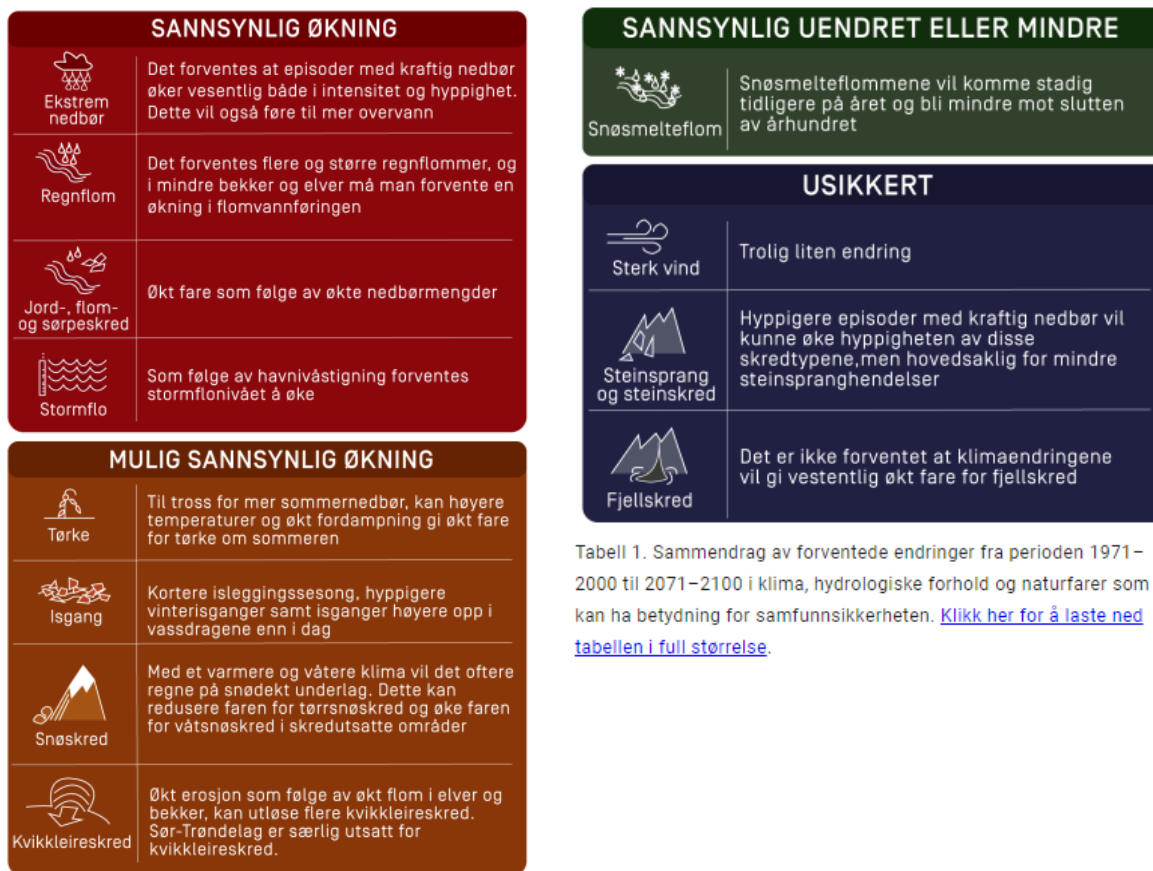 SANNSYNLIG ØKNING
Ekstrem
nedbør
Det forventes at episoder med kraftig nedbør
øker vesentlig både i intensitet og hyppighet.
Dette vil også føre til mer overvann
Regnflom
Det forventes flere og større regnflommer, og
i mindre bekker og elver må man forvente en
økning i flomvannføringen
Jord-, flom-
og sørpeskred
Økt fare som følge av økte nedbørmengder
Stormflo
Som følge av havnivåstigning forventes
stormflonivået å øke
MULIG SANNSYNLIG ØKNING
Tørke
Til tross for mer sommernedbør, kan høyere
temperaturer og økt fordampning gi økt fare
for tørke om sommeren
Isgang
Kortere isleggingssesong, hyppigere
vinterisganger samt isganger høyere opp i
vassdragene enn i dag
Snøskred
Med et varmere og våtere klima vil det oftere
regne på snødekt underlag. Dette kan
redusere faren for tørrsnøskred og øke faren
for våtsnøskred i skredutsatte områder
Kvikkleireskred
Økt erosjon som følge av økt flom i elver og
bekker, kan utløse flere kvikkleireskred.
Sør-Trøndelag er særlig utsatt for
kvikkleireskred.
SANNSYNLIG UENDRET ELLER MINDRE
Snøsmelteflom
Snøsmelteflommene vil komme stadig
tidligere på året og bli mindre mot slutten
av århundret
USIKKERT
Sterk vind
Trolig liten endring
Steinsprang
og steinskred
Hyppigere episoder med kraftig nedbør vil
kunne øke hyppigheten av disse
skredtypene,men hovedsaklig for mindre
steinspranghendelser
Fjellskred
Det er ikke forventet at klimaendringene
vil gi vestentlig økt fare for fjellskred
Tabell 1. Sammendrag av forventede endringer fra perioden 1971–
2000 til 2071–2100 i klima, hydrologiske forhold og naturfarer som
kan ha betydning for samfunnsikkerheten. Klikk her for å laste ned
tabellen i full størrelse.